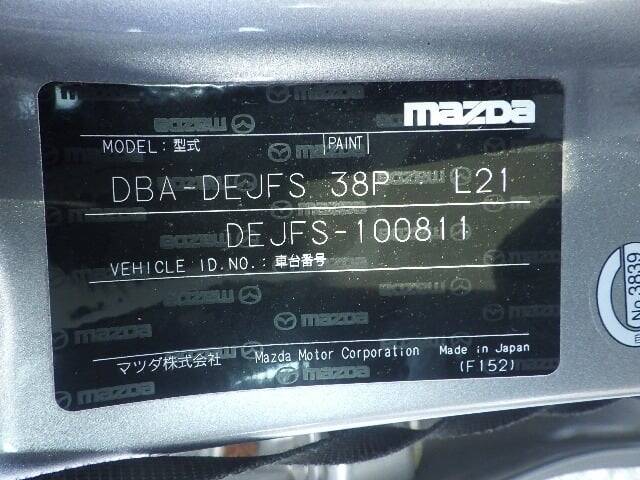 mazda
MODEL: 型式 PAINT
DBA-DEJFS 38P L21
DEJFS-100811
VEHICLE ID.NO.: 車台番号
マツダ株式会社 Mazda Motor Corporation Made in Japan
(F152)
No.3839